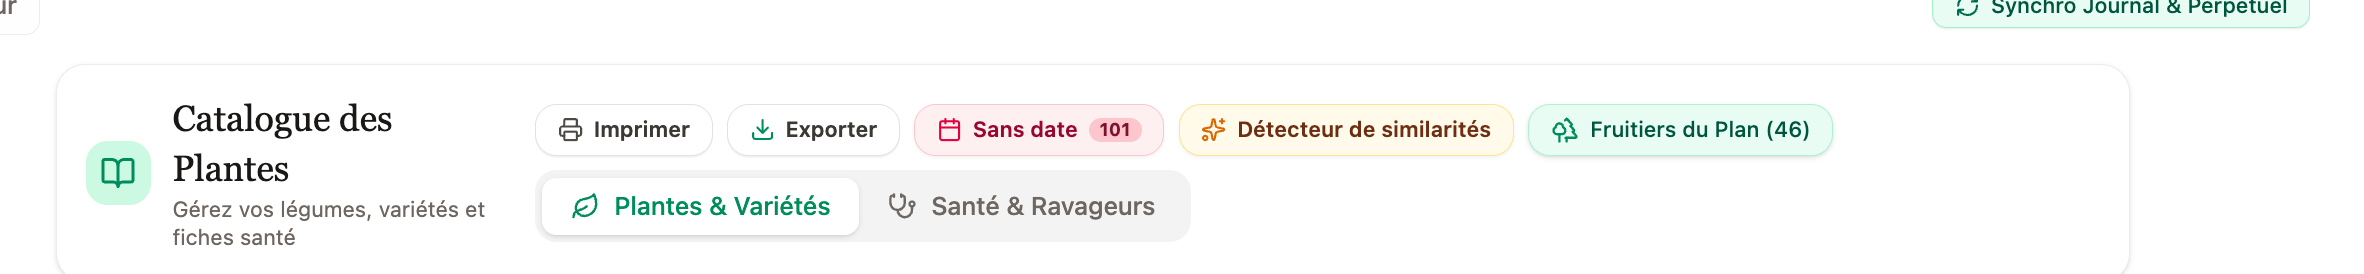 ur
Synchro Journal & Perpétuel
Catalogue des
Plantes
Gérez vos légumes, variétés et
fiches santé
Imprimer
Exporter
Sans date 101
Détecteur de similarités
Fruitiers du Plan (46)
Plantes & Variétés
Santé & Ravageurs